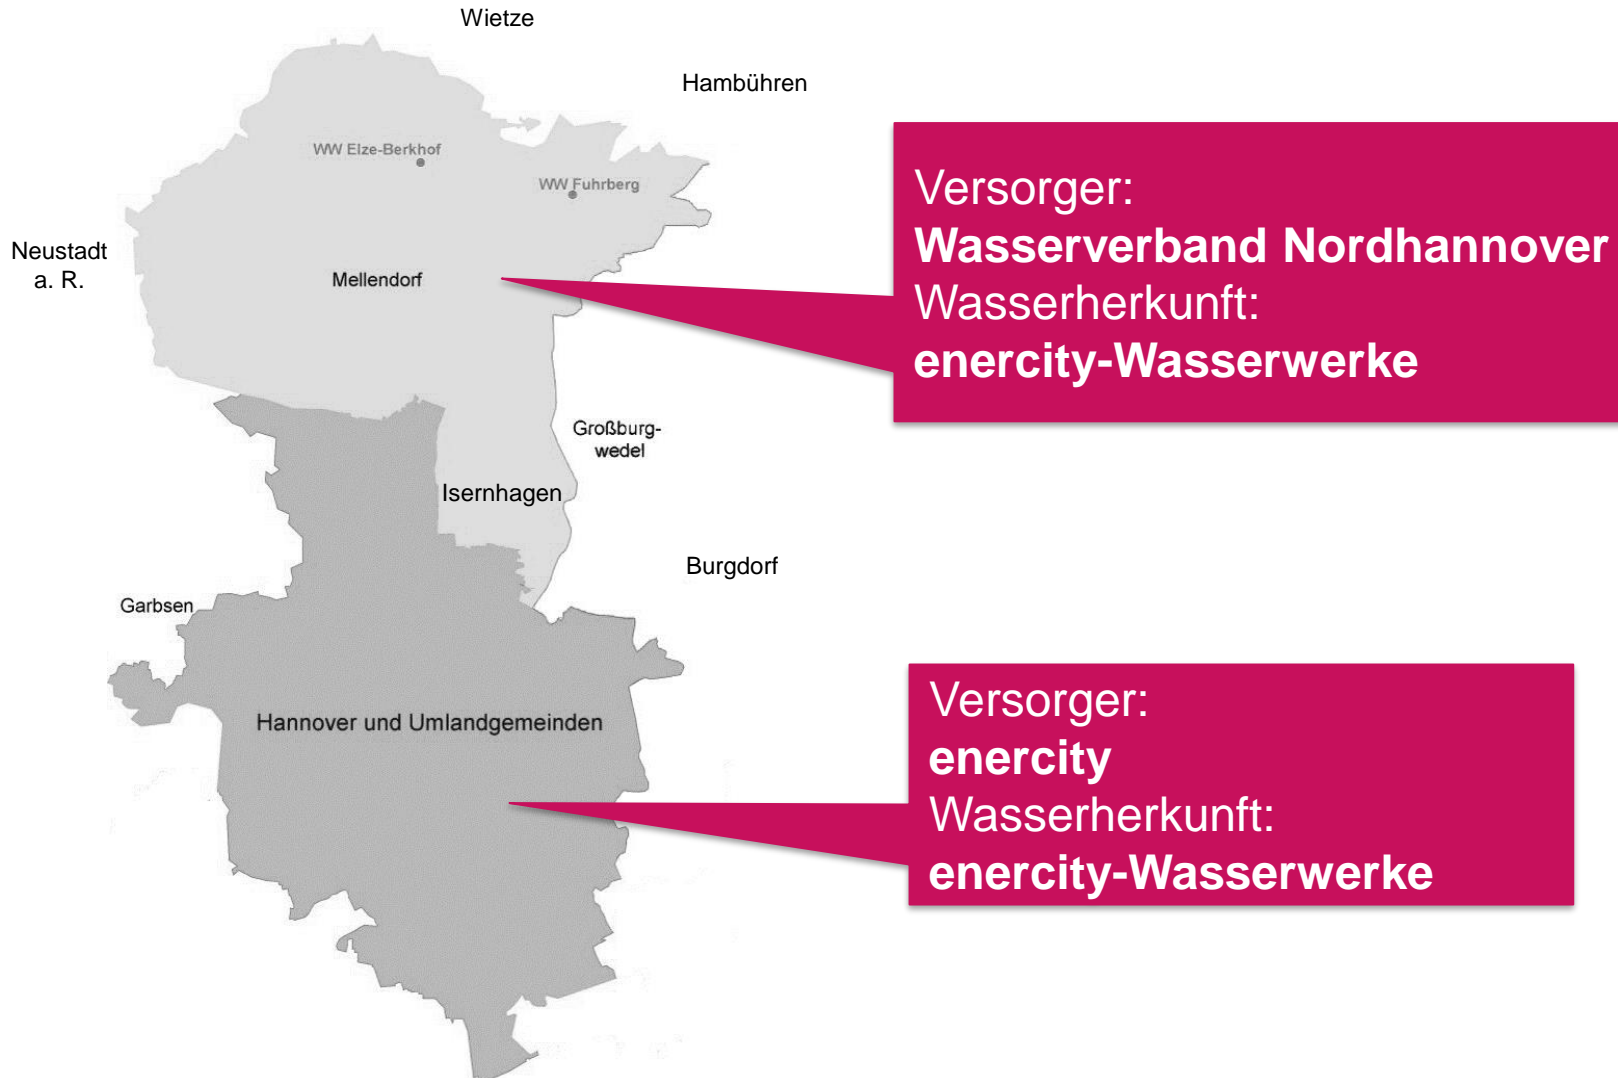 Wietze
Hambühren
WW Elze-Berkhof
WW Fuhrberg
Neustadt
a. R.
Mellendorf
Versorger:
Wasserverband Nordhannover
Wasserherkunft:
enercity-Wasserwerke
Großburg-
wedel
Isernhagen
Burgdorf
Garbsen
Hannover und Umlandgemeinden
Versorger:
enercity
Wasserherkunft:
enercity-Wasserwerke